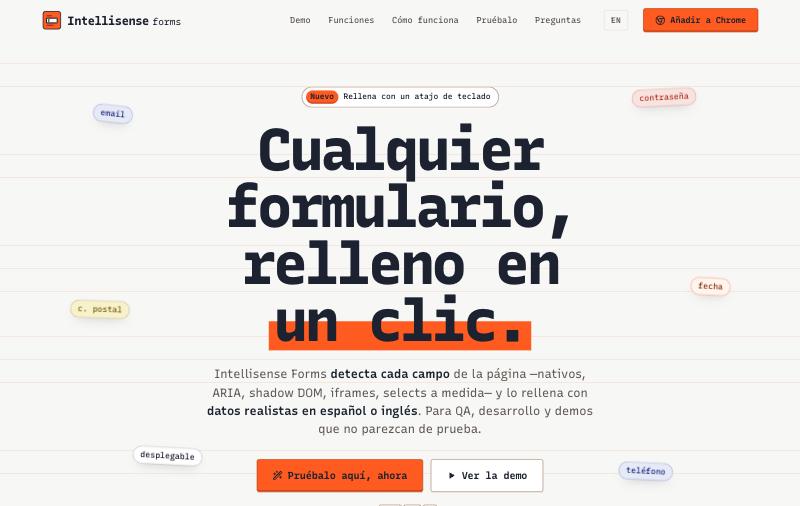 Intellisense forms
Demo Funciones Cómo funciona Pruébalo Preguntas EN Añadir a Chrome
Nuevo Rellena con un atajo de teclado
email
contraseña
Cualquier
formulario,
relleno en
un clic.
fecha
c. postal
Intellisense Forms detecta cada campo de la página —nativos,
ARIA, shadow DOM, iframes, selects a medida— y lo rellena con
datos realistas en español o inglés. Para QA, desarrollo y demos
que no parezcan de prueba.
desplegable
teléfono
Pruébalo aquí, ahora
Ver la demo